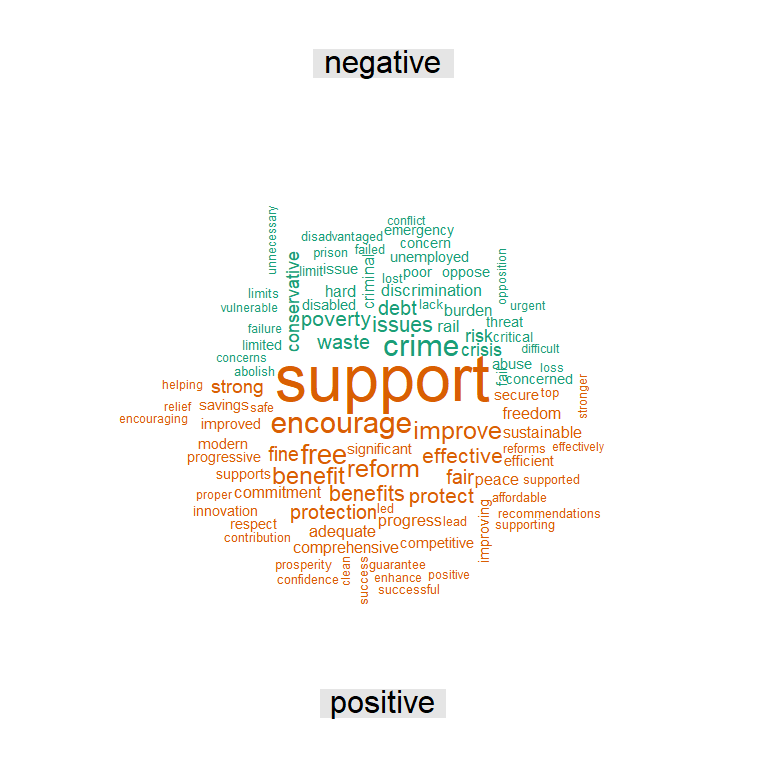 negative
conflict
unnecessary
disadvantaged
emergency
prison
failed
concern
conservative
criminal
unemployed
opposition
limit
issue
lost
poor
oppose
limits
hard
discrimination
vulnerable
disabled
debt
lack
burden
urgent
failure
poverty
issues
rail
threat
limited
waste
crime
risk
critical
crisis
difficult
concerns
abuse
loss
abolish
fail
concerned
helping
strong
support
secure
top
stronger
relief
savings
safe
encouraging
improved
encourage
improve
freedom
sustainable
modern
fine
free
significant
effective
reforms
effectively
progressive
efficient
supports
benefit
reform
fair
peace
supported
proper
commitment
benefits
protect
affordable
innovation
protection
led
progress
lead
improving
recommendations
respect
adequate
supporting
contribution
comprehensive
competitive
prosperity
clean
success
guarantee
confidence
enhance
positive
successful
positive